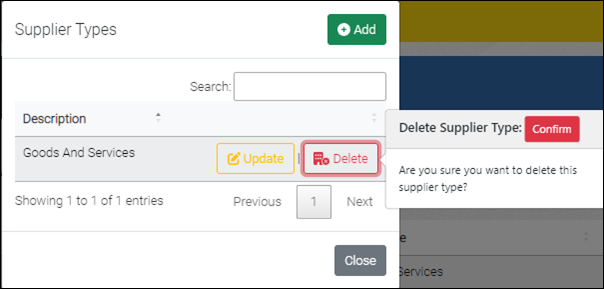 Supplier Types
Add
Search:
Description
Delete Supplier Type: Confirm
Goods And Services Update | Delete
Are you sure you want to delete this
supplier type?
Showing 1 to 1 of 1 entries Previous 1 Next
Close
Services